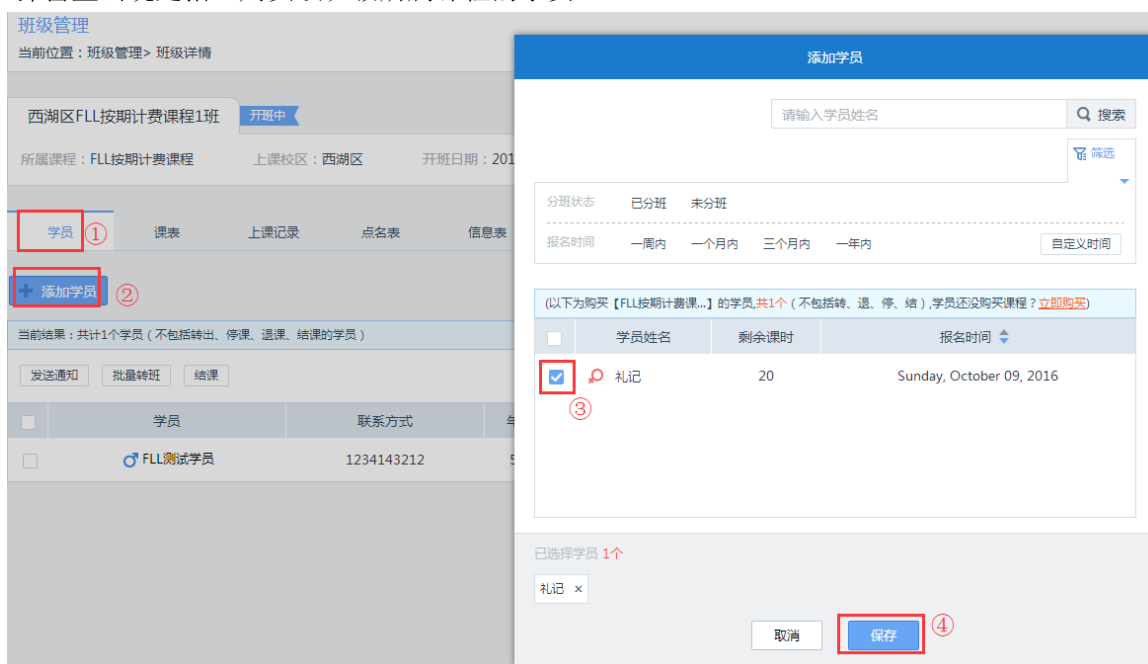 班级管理
当前位置：班级管理> 班级详情
西湖区FLL按期计费课程1班 开班中
所属课程：FLL按期计费课程 上课校区：西湖区 开班日期：201
学员 ① 课表 上课记录 点名表 信息表
+ 添加学员 ②
当前结果：共计1个学员（不包括转出、停课、退课、结课的学员）
发送通知 批量转班 结课
学员 联系方式
FLL测试学员 1234143212
添加学员
请输入学员姓名 搜索
筛选
分班状态 已分班 未分班
报名时间 一周内 一个月内 三个月内 一年内 自定义时间
(以下为购买【FLL按期计费课...】的学员,共1个（不包括转、退、停、结）,学员还没购买课程？立即购买)
学员姓名 剩余课时 报名时间
礼记 20 Sunday, October 09, 2016
③
已选择学员 1个
礼记 ×
取消 保存 ④